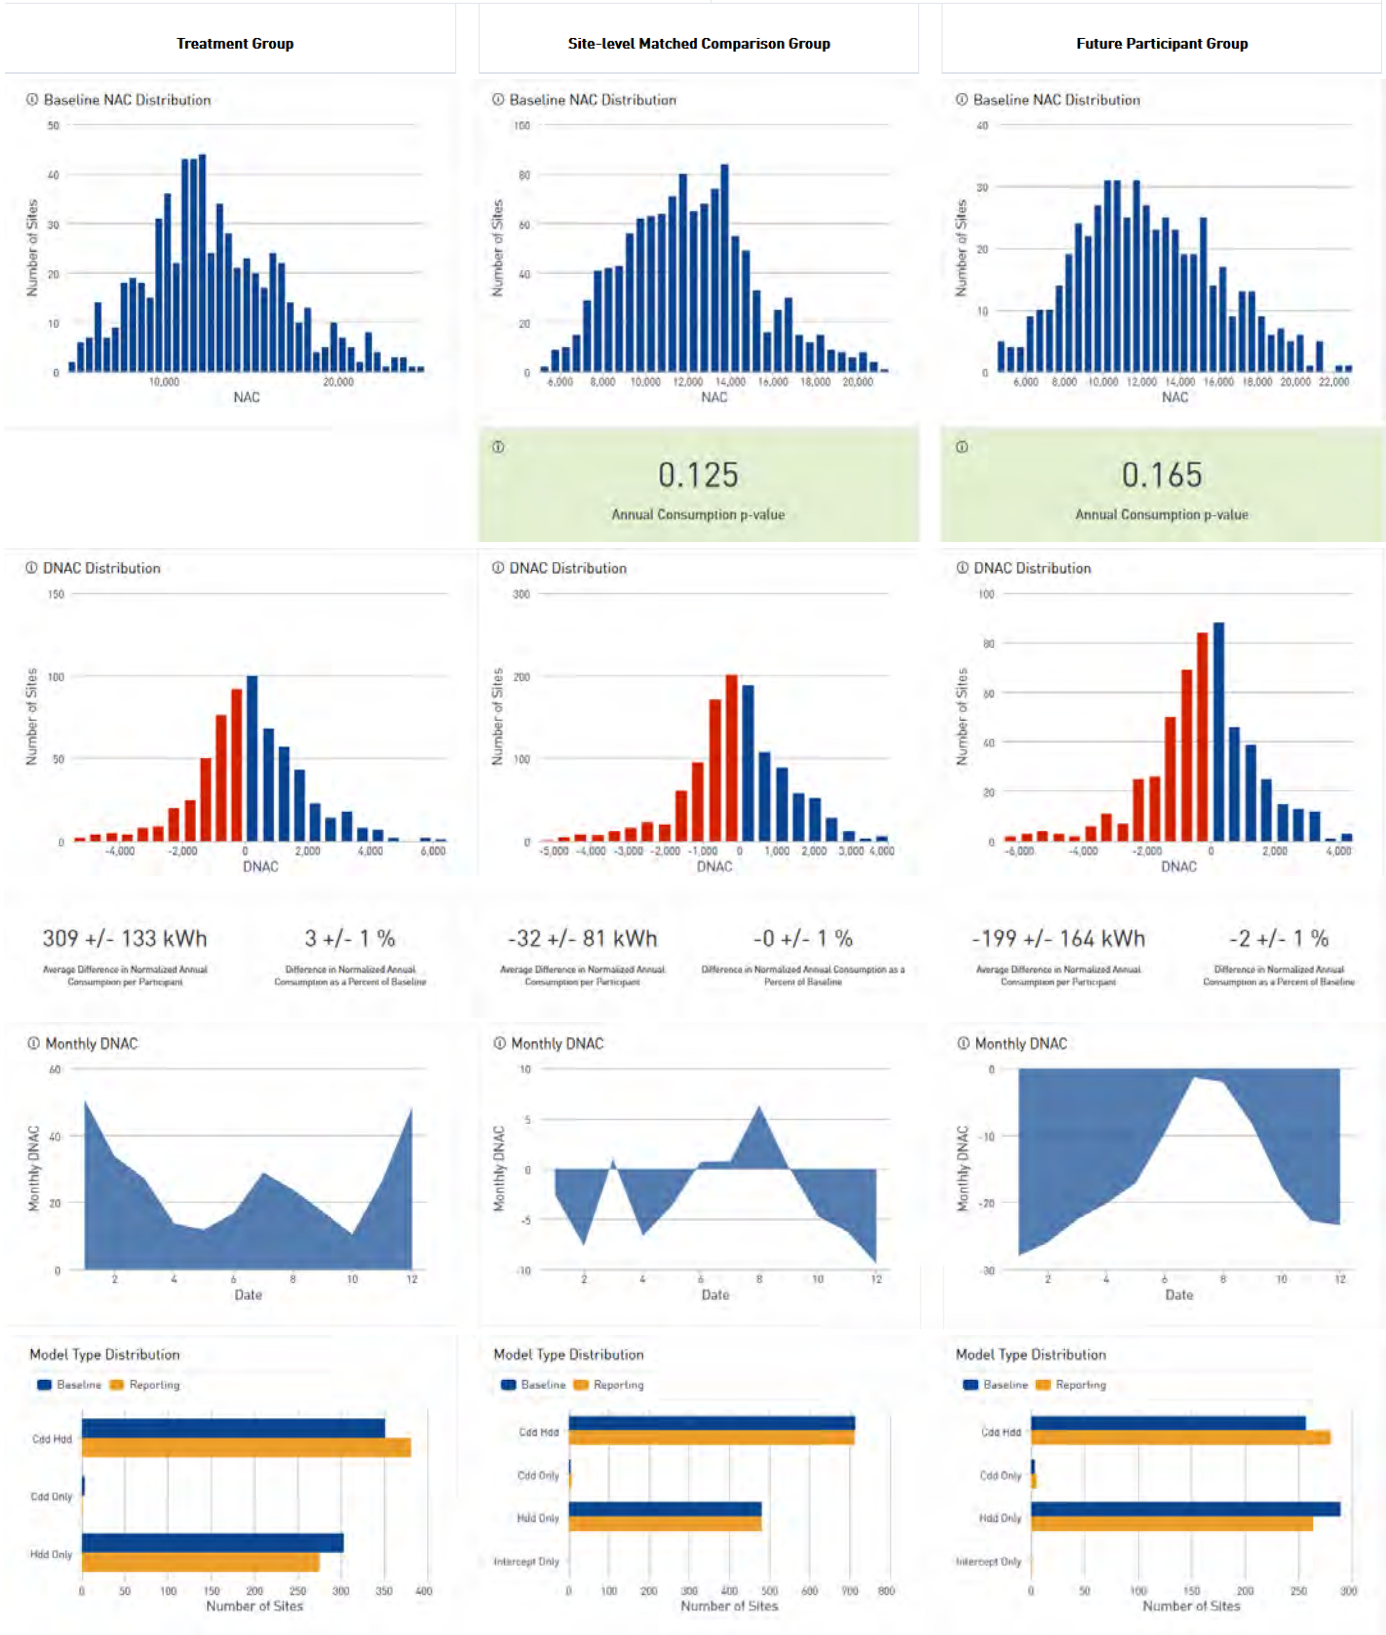 Treatment Group
Site-level Matched Comparison Group
Future Participant Group
Baseline NAC Distribution
50
40
30
20
10
0
Number of Sites
10,000
20,000
NAC
Baseline NAC Distribution
100
80
60
40
20
0
Number of Sites
6,000
8,000
10,000
12,000
14,000
16,000
18,000
20,000
NAC
Baseline NAC Distribution
40
30
20
10
0
Number of Sites
6,000
8,000
10,000
12,000
14,000
16,000
18,000
20,000
22,000
NAC
0.125
Annual Consumption p-value
0.165
Annual Consumption p-value
DNAC Distribution
150
100
50
0
Number of Sites
-4,000
-2,000
0
2,000
4,000
6,000
DNAC
DNAC Distribution
300
200
100
0
Number of Sites
-5,000
-4,000
-3,000
-2,000
-1,000
0
1,000
2,000
3,000
4,000
DNAC
DNAC Distribution
100
80
60
40
20
0
Number of Sites
-6,000
-4,000
-2,000
0
2,000
4,000
DNAC
309 +/- 133 kWh
Average Difference in Normalized Annual
Consumption per Participant
3 +/- 1 %
Difference in Normalized Annual
Consumption as a Percent of Baseline
-32 +/- 81 kWh
Average Difference in Normalized Annual
Consumption per Participant
-0 +/- 1 %
Difference in Normalized Annual Consumption as a
Percent of Baseline
-199 +/- 164 kWh
Average Difference in Normalized Annual
Consumption per Participant
-2 +/- 1 %
Difference in Normalized Annual
Consumption as a Percent of Baseline
Monthly DNAC
60
40
20
0
Monthly DNAC
2
4
6
8
10
12
Date
Monthly DNAC
10
5
0
-5
-10
Monthly DNAC
2
4
6
8
10
12
Date
Monthly DNAC
0
-10
-20
-30
Monthly DNAC
2
4
6
8
10
12
Date
Model Type Distribution
Baseline
Reporting
Cdd Hdd
Cdd Only
Hdd Only
0
50
100
150
200
250
300
350
400
Number of Sites
Model Type Distribution
Baseline
Reporting
Cdd Hdd
Cdd Only
Hdd Only
Intercept Only
0
100
200
300
400
500
600
700
800
Number of Sites
Model Type Distribution
Baseline
Reporting
Cdd Hdd
Cdd Only
Hdd Only
Intercept Only
0
50
100
150
200
250
300
Number of Sites